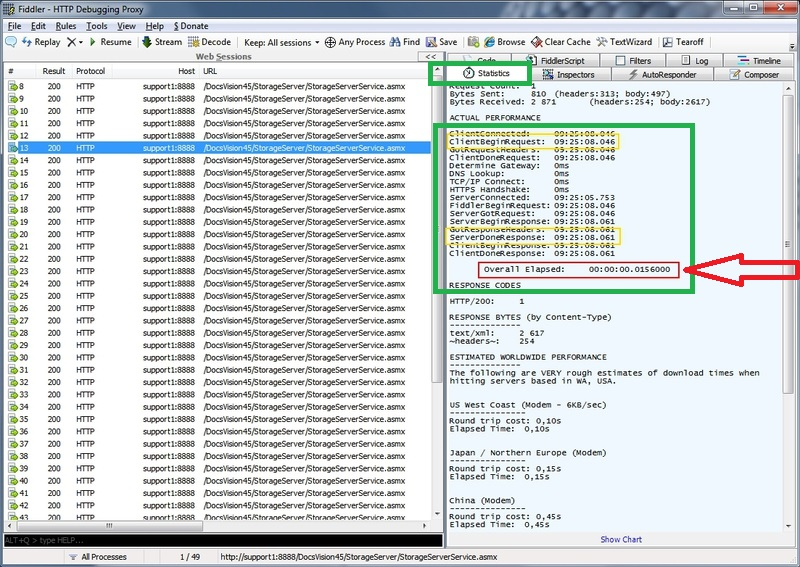 Fiddler - HTTP Debugging Proxy
File Edit Rules Tools View Help $ Donate
Replay Resume Stream Decode Keep: All sessions Any Process Find Save Browse Clear Cache TextWizard Tearoff
Web Sessions <<
# Result Protocol Host URL
8 200 HTTP support1:8888 /DocsVision45/StorageServer/StorageServerService.asmx
9 200 HTTP support1:8888 /DocsVision45/StorageServer/StorageServerService.asmx
10 200 HTTP support1:8888 /DocsVision45/StorageServer/StorageServerService.asmx
11 200 HTTP support1:8888 /DocsVision45/StorageServer/StorageServerService.asmx
12 200 HTTP support1:8888 /DocsVision45/StorageServer/StorageServerService.asmx
13 200 HTTP support1:8888 /DocsVision45/StorageServer/StorageServerService.asmx
14 200 HTTP support1:8888 /DocsVision45/StorageServer/StorageServerService.asmx
15 200 HTTP support1:8888 /DocsVision45/StorageServer/StorageServerService.asmx
16 200 HTTP support1:8888 /DocsVision45/StorageServer/StorageServerService.asmx
17 200 HTTP support1:8888 /DocsVision45/StorageServer/StorageServerService.asmx
18 200 HTTP support1:8888 /DocsVision45/StorageServer/StorageServerService.asmx
19 200 HTTP support1:8888 /DocsVision45/StorageServer/StorageServerService.asmx
20 200 HTTP support1:8888 /DocsVision45/StorageServer/StorageServerService.asmx
21 200 HTTP support1:8888 /DocsVision45/StorageServer/StorageServerService.asmx
22 200 HTTP support1:8888 /DocsVision45/StorageServer/StorageServerService.asmx
23 200 HTTP support1:8888 /DocsVision45/StorageServer/StorageServerService.asmx
24 200 HTTP support1:8888 /DocsVision45/StorageServer/StorageServerService.asmx
25 200 HTTP support1:8888 /DocsVision45/StorageServer/StorageServerService.asmx
26 200 HTTP support1:8888 /DocsVision45/StorageServer/StorageServerService.asmx
27 200 HTTP support1:8888 /DocsVision45/StorageServer/StorageServerService.asmx
28 200 HTTP support1:8888 /DocsVision45/StorageServer/StorageServerService.asmx
29 200 HTTP support1:8888 /DocsVision45/StorageServer/StorageServerService.asmx
30 200 HTTP support1:8888 /DocsVision45/StorageServer/StorageServerService.asmx
31 200 HTTP support1:8888 /DocsVision45/StorageServer/StorageServerService.asmx
32 200 HTTP support1:8888 /DocsVision45/StorageServer/StorageServerService.asmx
33 200 HTTP support1:8888 /DocsVision45/StorageServer/StorageServerService.asmx
34 200 HTTP support1:8888 /DocsVision45/StorageServer/StorageServerService.asmx
35 200 HTTP support1:8888 /DocsVision45/StorageServer/StorageServerService.asmx
36 200 HTTP support1:8888 /DocsVision45/StorageServer/StorageServerService.asmx
37 200 HTTP support1:8888 /DocsVision45/StorageServer/StorageServerService.asmx
38 200 HTTP support1:8888 /DocsVision45/StorageServer/StorageServerService.asmx
39 200 HTTP support1:8888 /DocsVision45/StorageServer/StorageServerService.asmx
40 200 HTTP support1:8888 /DocsVision45/StorageServer/StorageServerService.asmx
41 200 HTTP support1:8888 /DocsVision45/StorageServer/StorageServerService.asmx
42 200 HTTP support1:8888 /DocsVision45/StorageServer/StorageServerService.asmx
43 200 HTTP support1:8888 /DocsVision45/StorageServer/StorageServerService.asmx
ALT+Q > type HELP...
FiddlerScript Filters Log Timeline
Statistics Inspectors AutoResponder Composer
Request Count: 1
Bytes Sent: 810 (headers:313; body:497)
Bytes Received: 2 871 (headers:254; body:2617)
ACTUAL PERFORMANCE
ClientConnected: 09:25:08.046
ClientBeginRequest: 09:25:08.046
GotRequestHeaders: 09:25:08.046
ClientDoneRequest: 09:25:08.046
Determine Gateway: 0ms
DNS Lookup: 0ms
TCP/IP Connect: 0ms
HTTPS Handshake: 0ms
ServerConnected: 09:25:05.753
FiddlerBeginRequest: 09:25:08.046
ServerGotRequest: 09:25:08.046
ServerBeginResponse: 09:25:08.061
GotResponseHeaders: 09:25:08.061
ServerDoneResponse: 09:25:08.061
ClientBeginResponse: 09:25:08.061
ClientDoneResponse: 09:25:08.061
Overall Elapsed: 00:00:00.0156000
RESPONSE CODES
HTTP/200: 1
RESPONSE BYTES (by Content-Type)
--------------
text/xml: 2 617
~headers~: 254
ESTIMATED WORLDWIDE PERFORMANCE
--------------
The following are VERY rough estimates of download times when
hitting servers based in WA, USA.
US West Coast (Modem - 6KB/sec)
--------------
Round trip cost: 0,10s
Elapsed Time: 0,10s
Japan / Northern Europe (Modem)
--------------
Round trip cost: 0,15s
Elapsed Time: 0,15s
China (Modem)
--------------
Round trip cost: 0,45s
Elapsed Time: 0,45s
Show Chart
All Processes 1 / 49 http://support1:8888/DocsVision45/StorageServer/StorageServerService.asmx